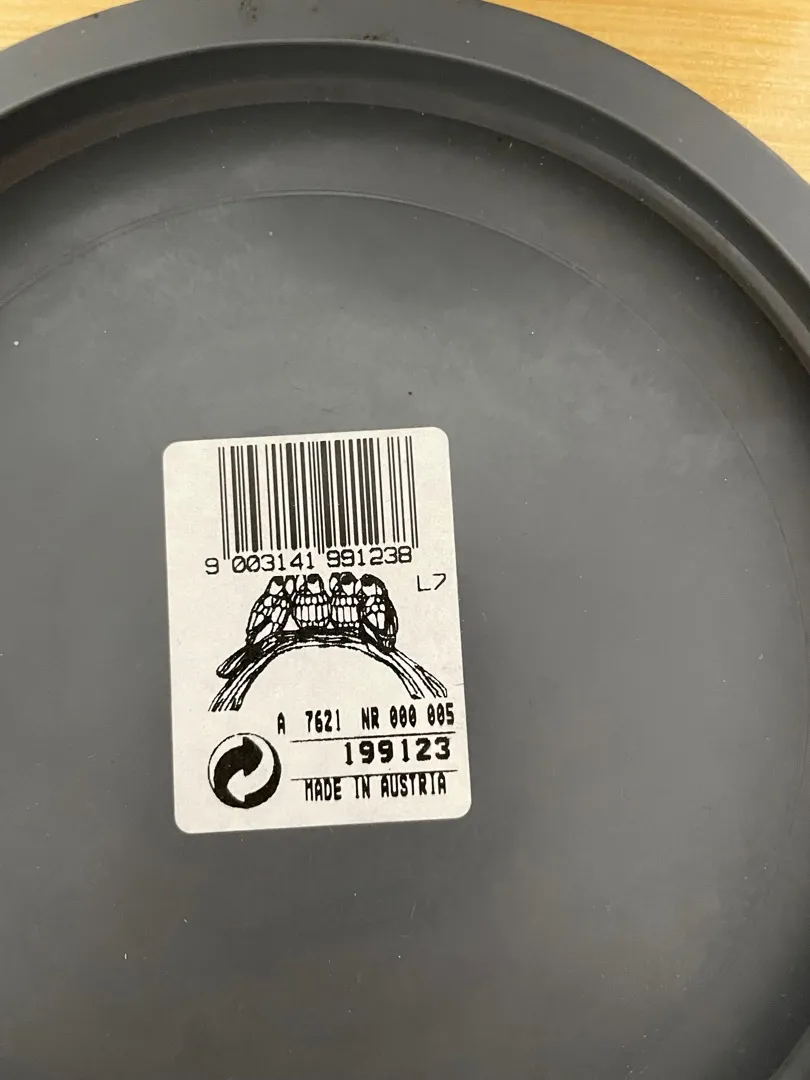 9 003141 991238
L7
A 7621 NR 000 005
199123
MADE IN AUSTRIA